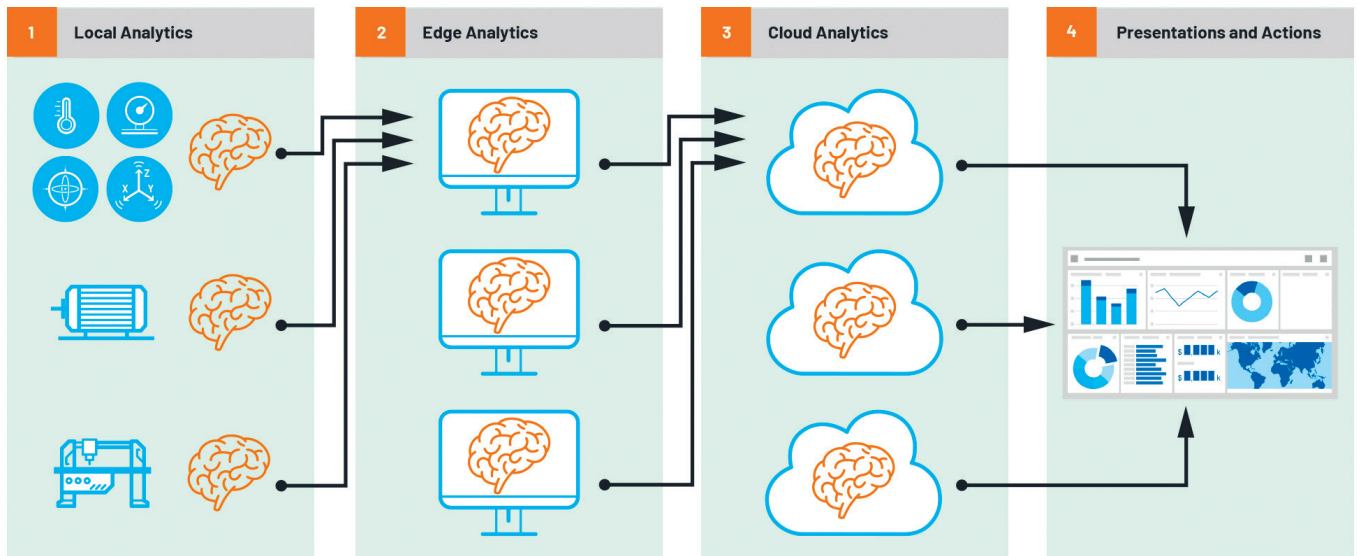 1 Local Analytics
2 Edge Analytics
3 Cloud Analytics
4 Presentations and Actions
Z
X Y
$ k
$ k